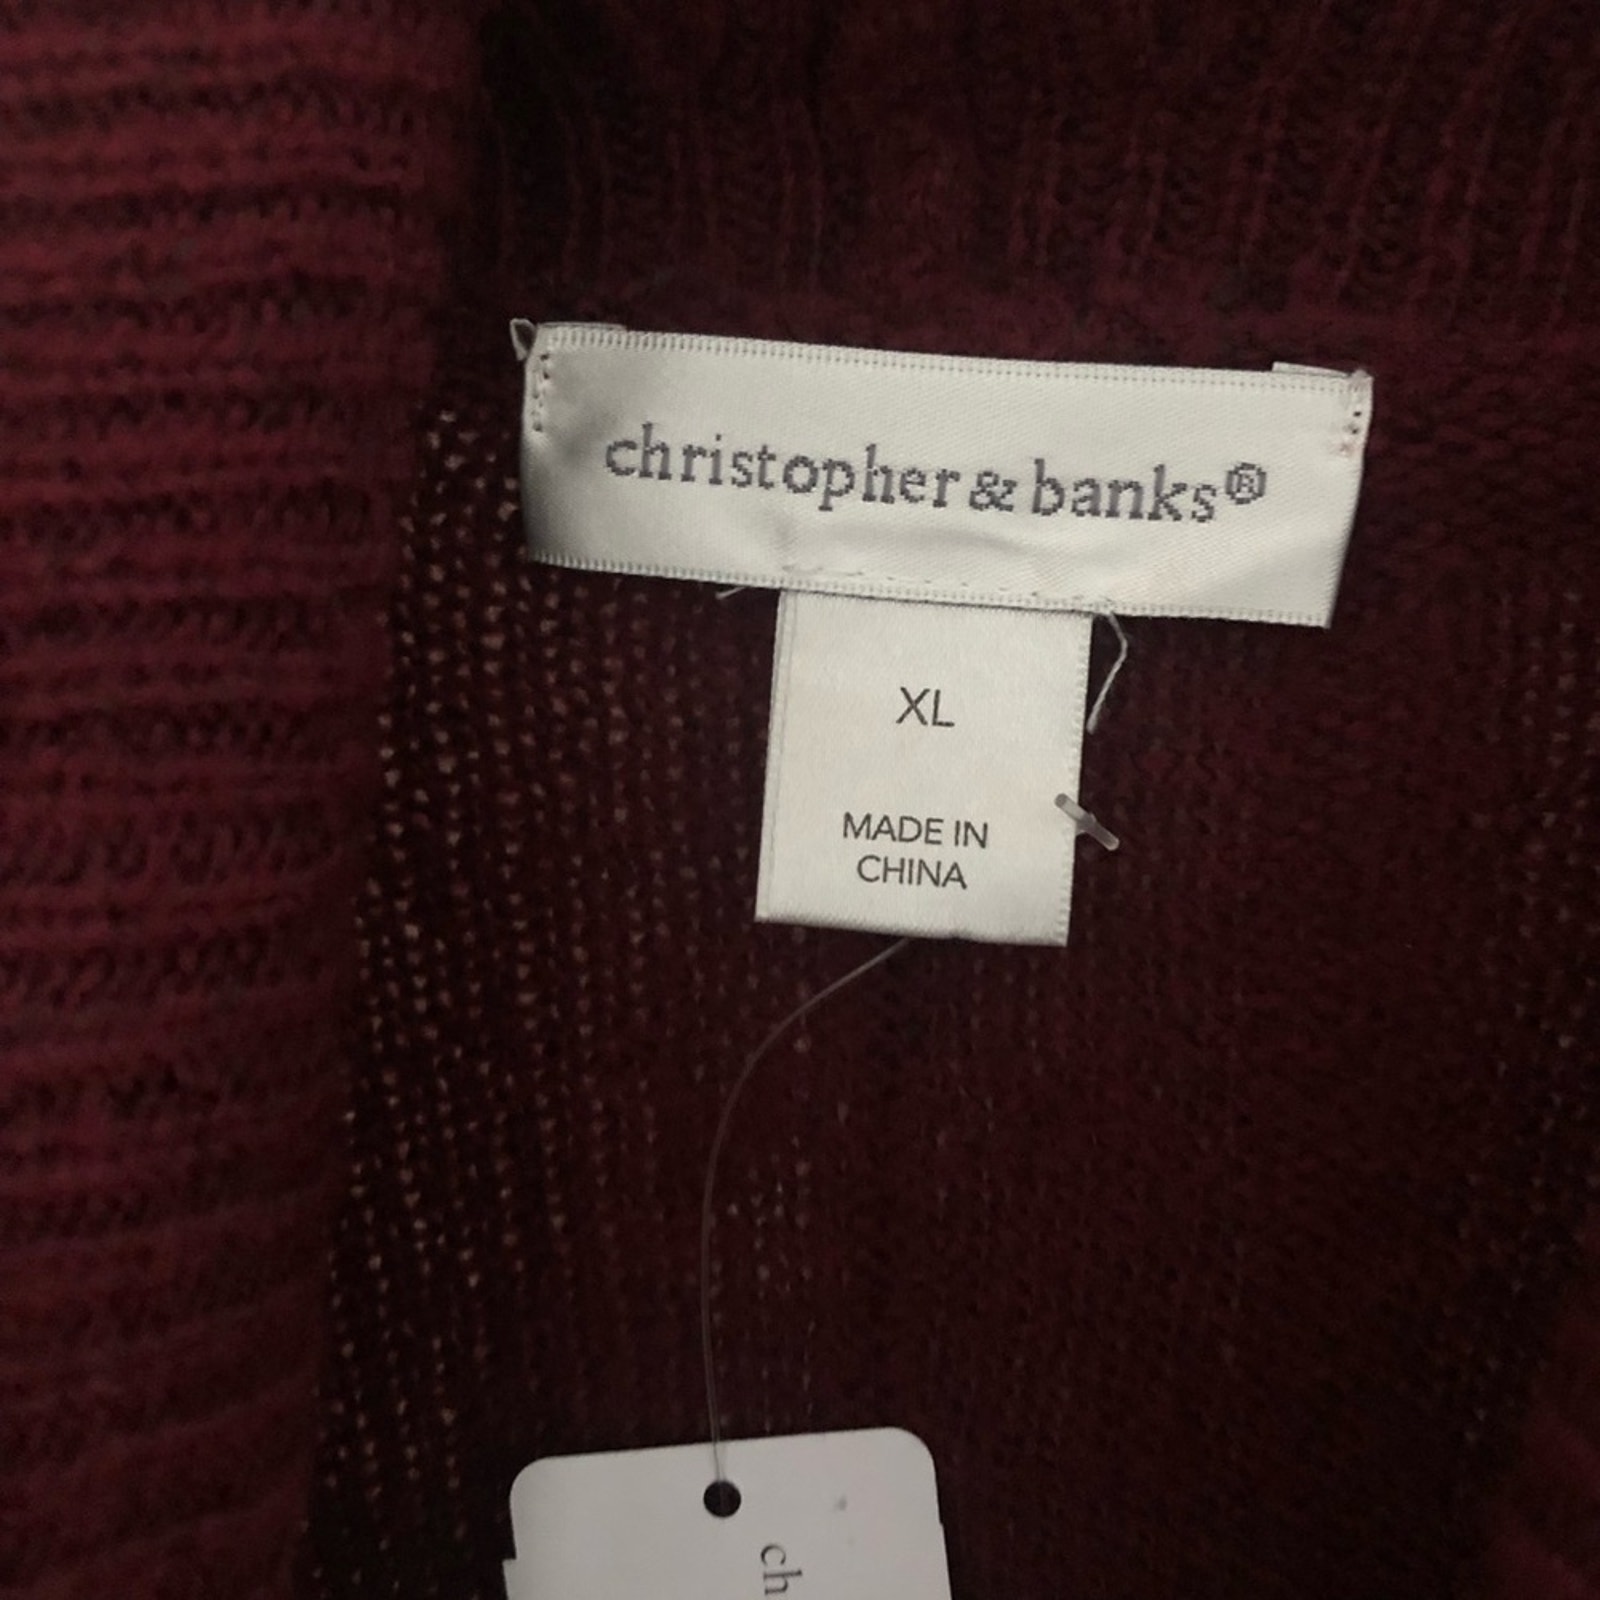 christopher & banks®
XL
MADE IN
CHINA
ch